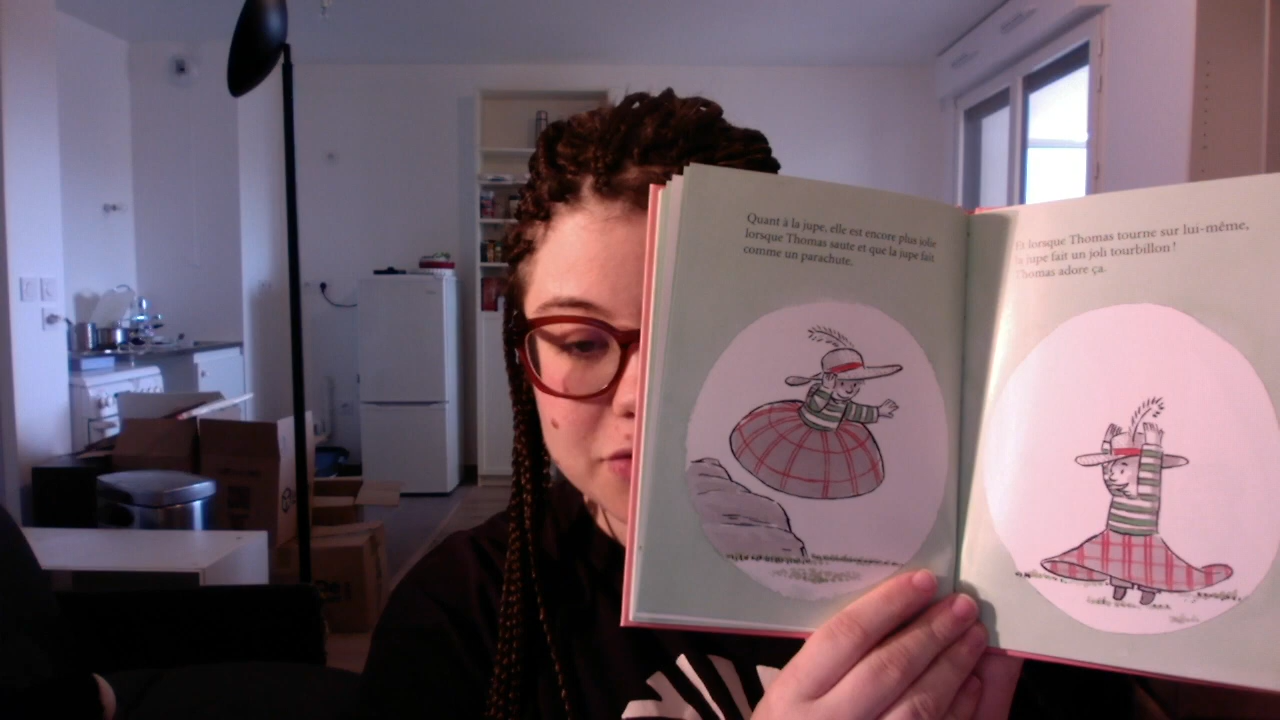 Quant à la jupe, elle est encore plus jolie
lorsque Thomas saute et que la jupe fait
comme un parachute.
Et lorsque Thomas tourne sur lui-même,
la jupe fait un joli tourbillon !
Thomas adore ça.